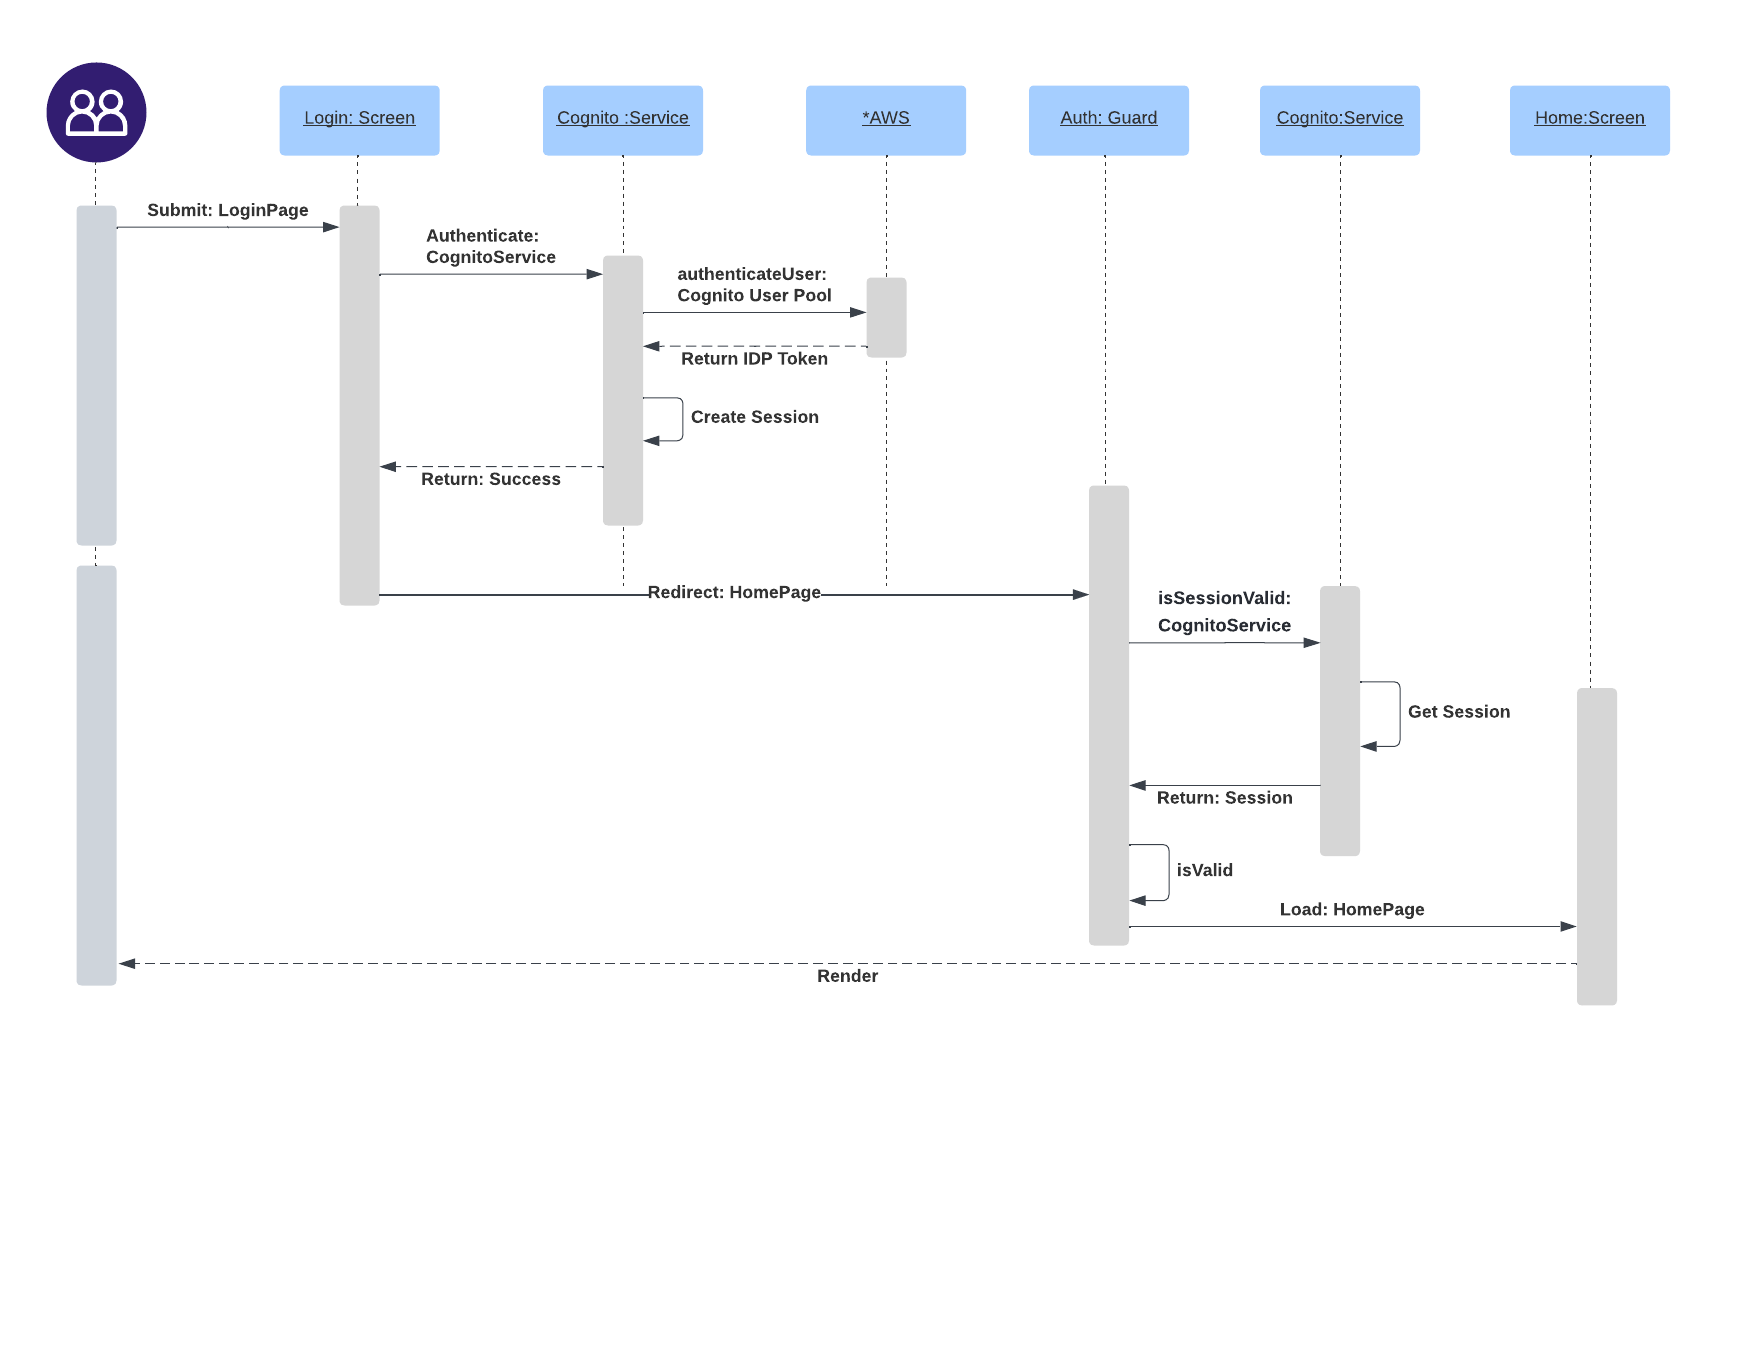 Login: Screen
Cognito :Service
*AWS
Auth: Guard
Cognito:Service
Home:Screen
Submit: LoginPage
Authenticate:
CognitoService
authenticateUser:
Cognito User Pool
Return IDP Token
Create Session
Return: Success
Redirect: HomePage
isSessionValid:
CognitoService
Get Session
Return: Session
isValid
Load: HomePage
Render